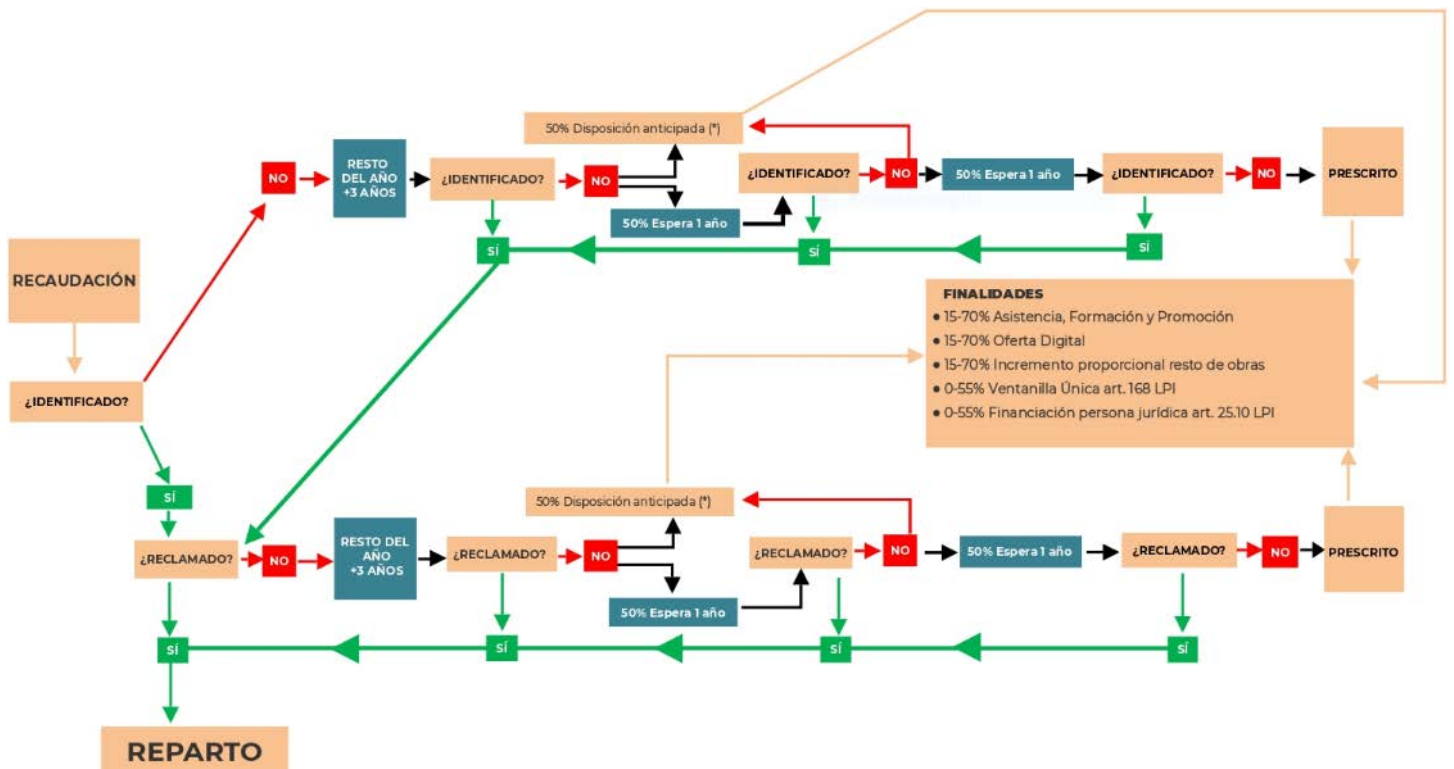 50% Disposición anticipada (*)
NO
RESTO
DEL AÑO
+3 AÑOS
¿IDENTIFICADO?
NO
50% Espera 1 año
¿IDENTIFICADO?
NO
50% Espera 1 año
¿IDENTIFICADO?
NO
PRESCRITO
SÍ
SÍ
SÍ
RECAUDACIÓN
¿IDENTIFICADO?
FINALIDADES
● 15-70% Asistencia, Formación y Promoción
● 15-70% Oferta Digital
● 15-70% Incremento proporcional resto de obras
● 0-55% Ventanilla Única art. 168 LPI
● 0-55% Financiación persona jurídica art. 25.10 LPI
SÍ
50% Disposición anticipada (*)
¿RECLAMADO?
NO
RESTO DEL
AÑO
+3 AÑOS
¿RECLAMADO?
NO
50% Espera 1 año
¿RECLAMADO?
NO
50% Espera 1 año
¿RECLAMADO?
NO
PRESCRITO
SÍ
SÍ
SÍ
SÍ
REPARTO